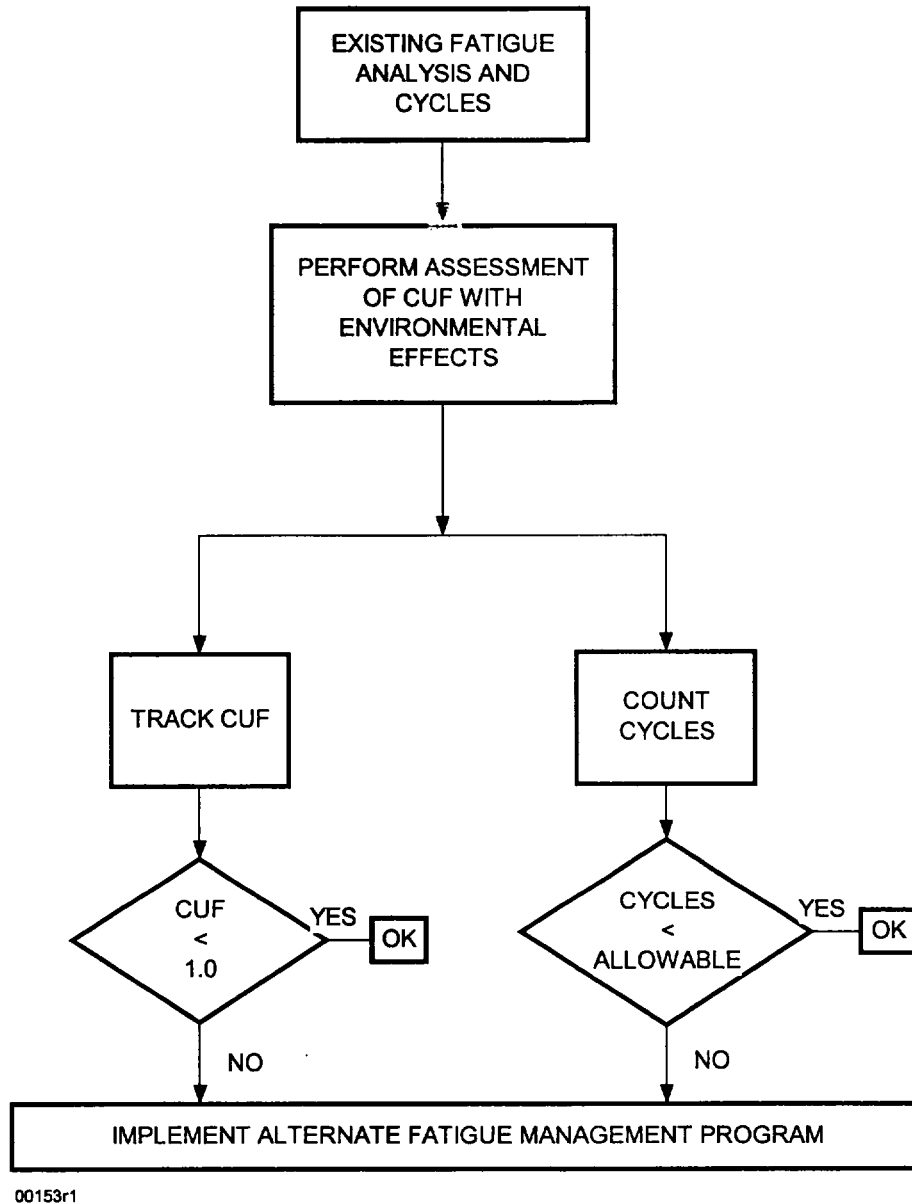 EXISTING FATIGUE
ANALYSIS AND
CYCLES
PERFORM ASSESSMENT
OF CUF WITH
ENVIRONMENTAL
EFFECTS
TRACK CUF
COUNT
CYCLES
CUF
<
1.0
YES
OK
NO
CYCLES
<
ALLOWABLE
YES
OK
NO
IMPLEMENT ALTERNATE FATIGUE MANAGEMENT PROGRAM
00153r1